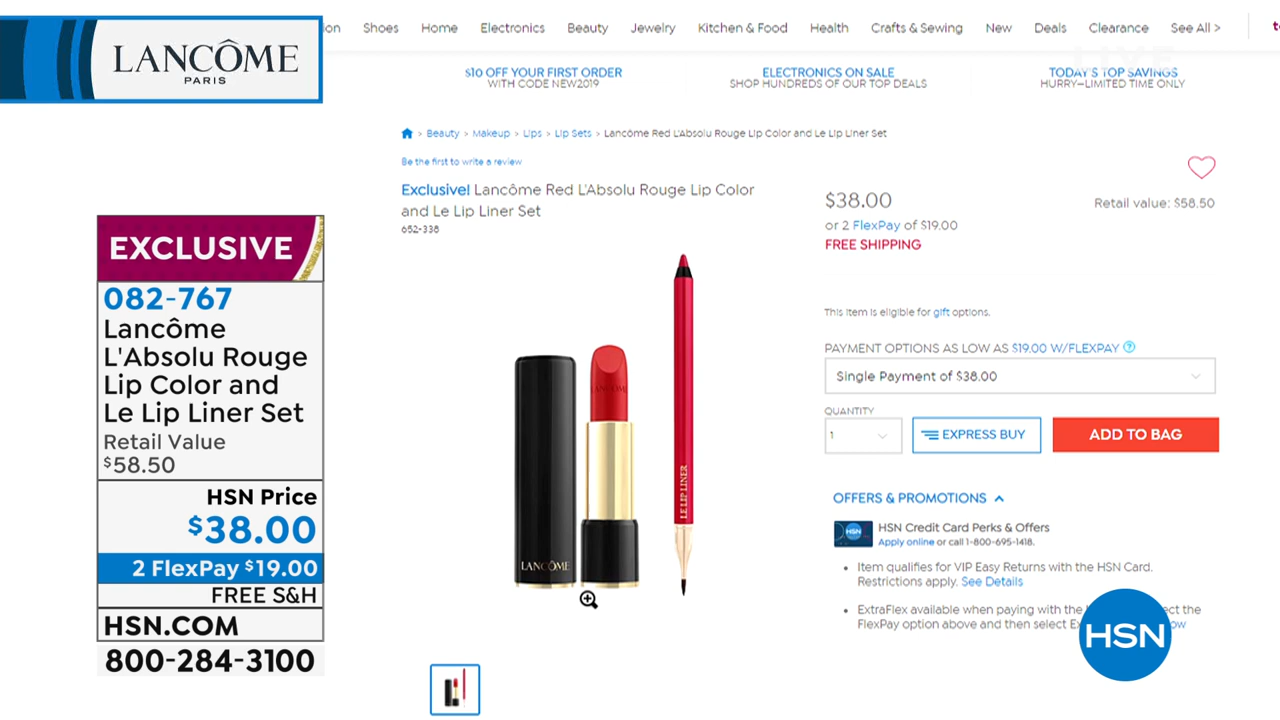 LANCÔME
PARIS
Shoes
Home
Electronics
Beauty
Jewelry
Kitchen & Food
Health
Crafts & Sewing
New
Deals
Clearance
See All >
LIVE
$10 OFF YOUR FIRST ORDER
WITH CODE NEW2019
ELECTRONICS ON SALE
SHOP HUNDREDS OF OUR TOP DEALS
TODAY'S TOP SAVINGS
HURRY—LIMITED TIME ONLY
> Beauty > Makeup > Lips > Lip Sets > Lancôme Red L'Absolu Rouge Lip Color and Le Lip Liner Set
Be the first to write a review
Exclusive! Lancôme Red L'Absolu Rouge Lip Color
and Le Lip Liner Set
652-338
$38.00
Retail value: $58.50
or 2 FlexPay of $19.00
FREE SHIPPING
This item is eligible for gift options.
PAYMENT OPTIONS AS LOW AS $19.00 W/FLEXPAY ?
Single Payment of $38.00
QUANTITY
1
EXPRESS BUY
ADD TO BAG
OFFERS & PROMOTIONS
HSN
HSN Credit Card Perks & Offers
Apply online or call 1-800-695-1418.
• Item qualifies for VIP Easy Returns with the HSN Card.
Restrictions apply. See Details
• ExtraFlex available when paying with the
FlexPay option above and then select
HSN
LANCÔME
LANCÔME
LE LIP LINER
EXCLUSIVE
082-767
Lancôme
L'Absolu Rouge
Lip Color and
Le Lip Liner Set
Retail Value
$58.50
HSN Price
$38.00
2 FlexPay $19.00
FREE S&H
HSN.COM
800-284-3100